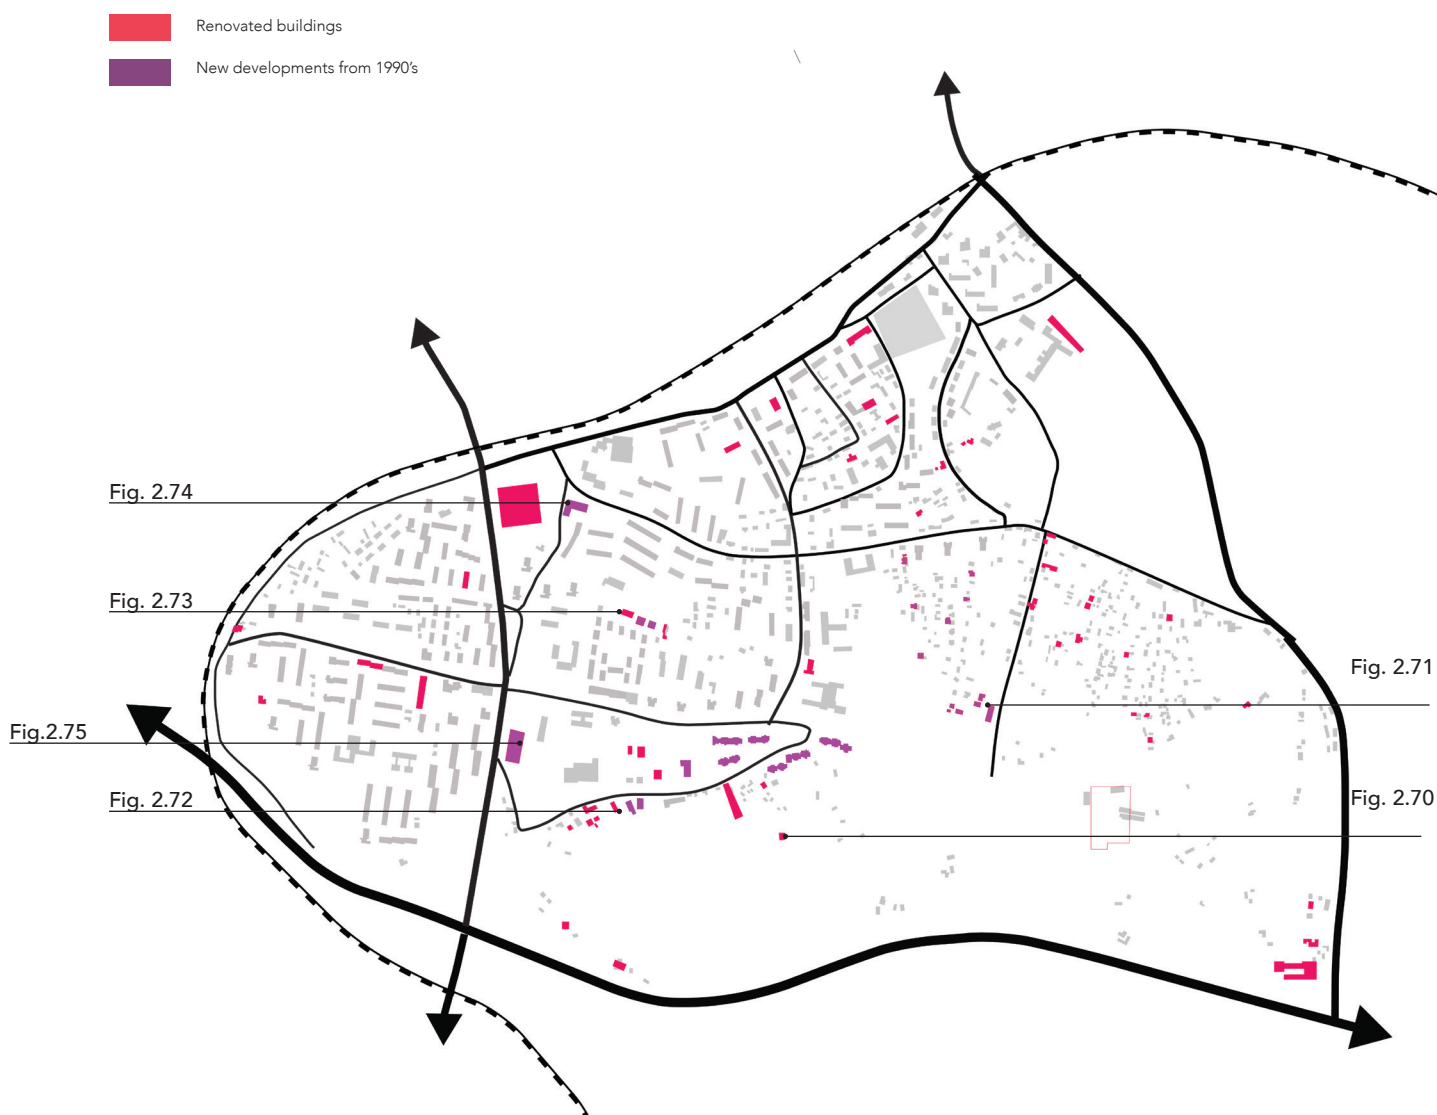 Renovated buildings
New developments from 1990's
Fig. 2.74
Fig. 2.73
Fig. 2.71
Fig.2.75
Fig. 2.72
Fig. 2.70